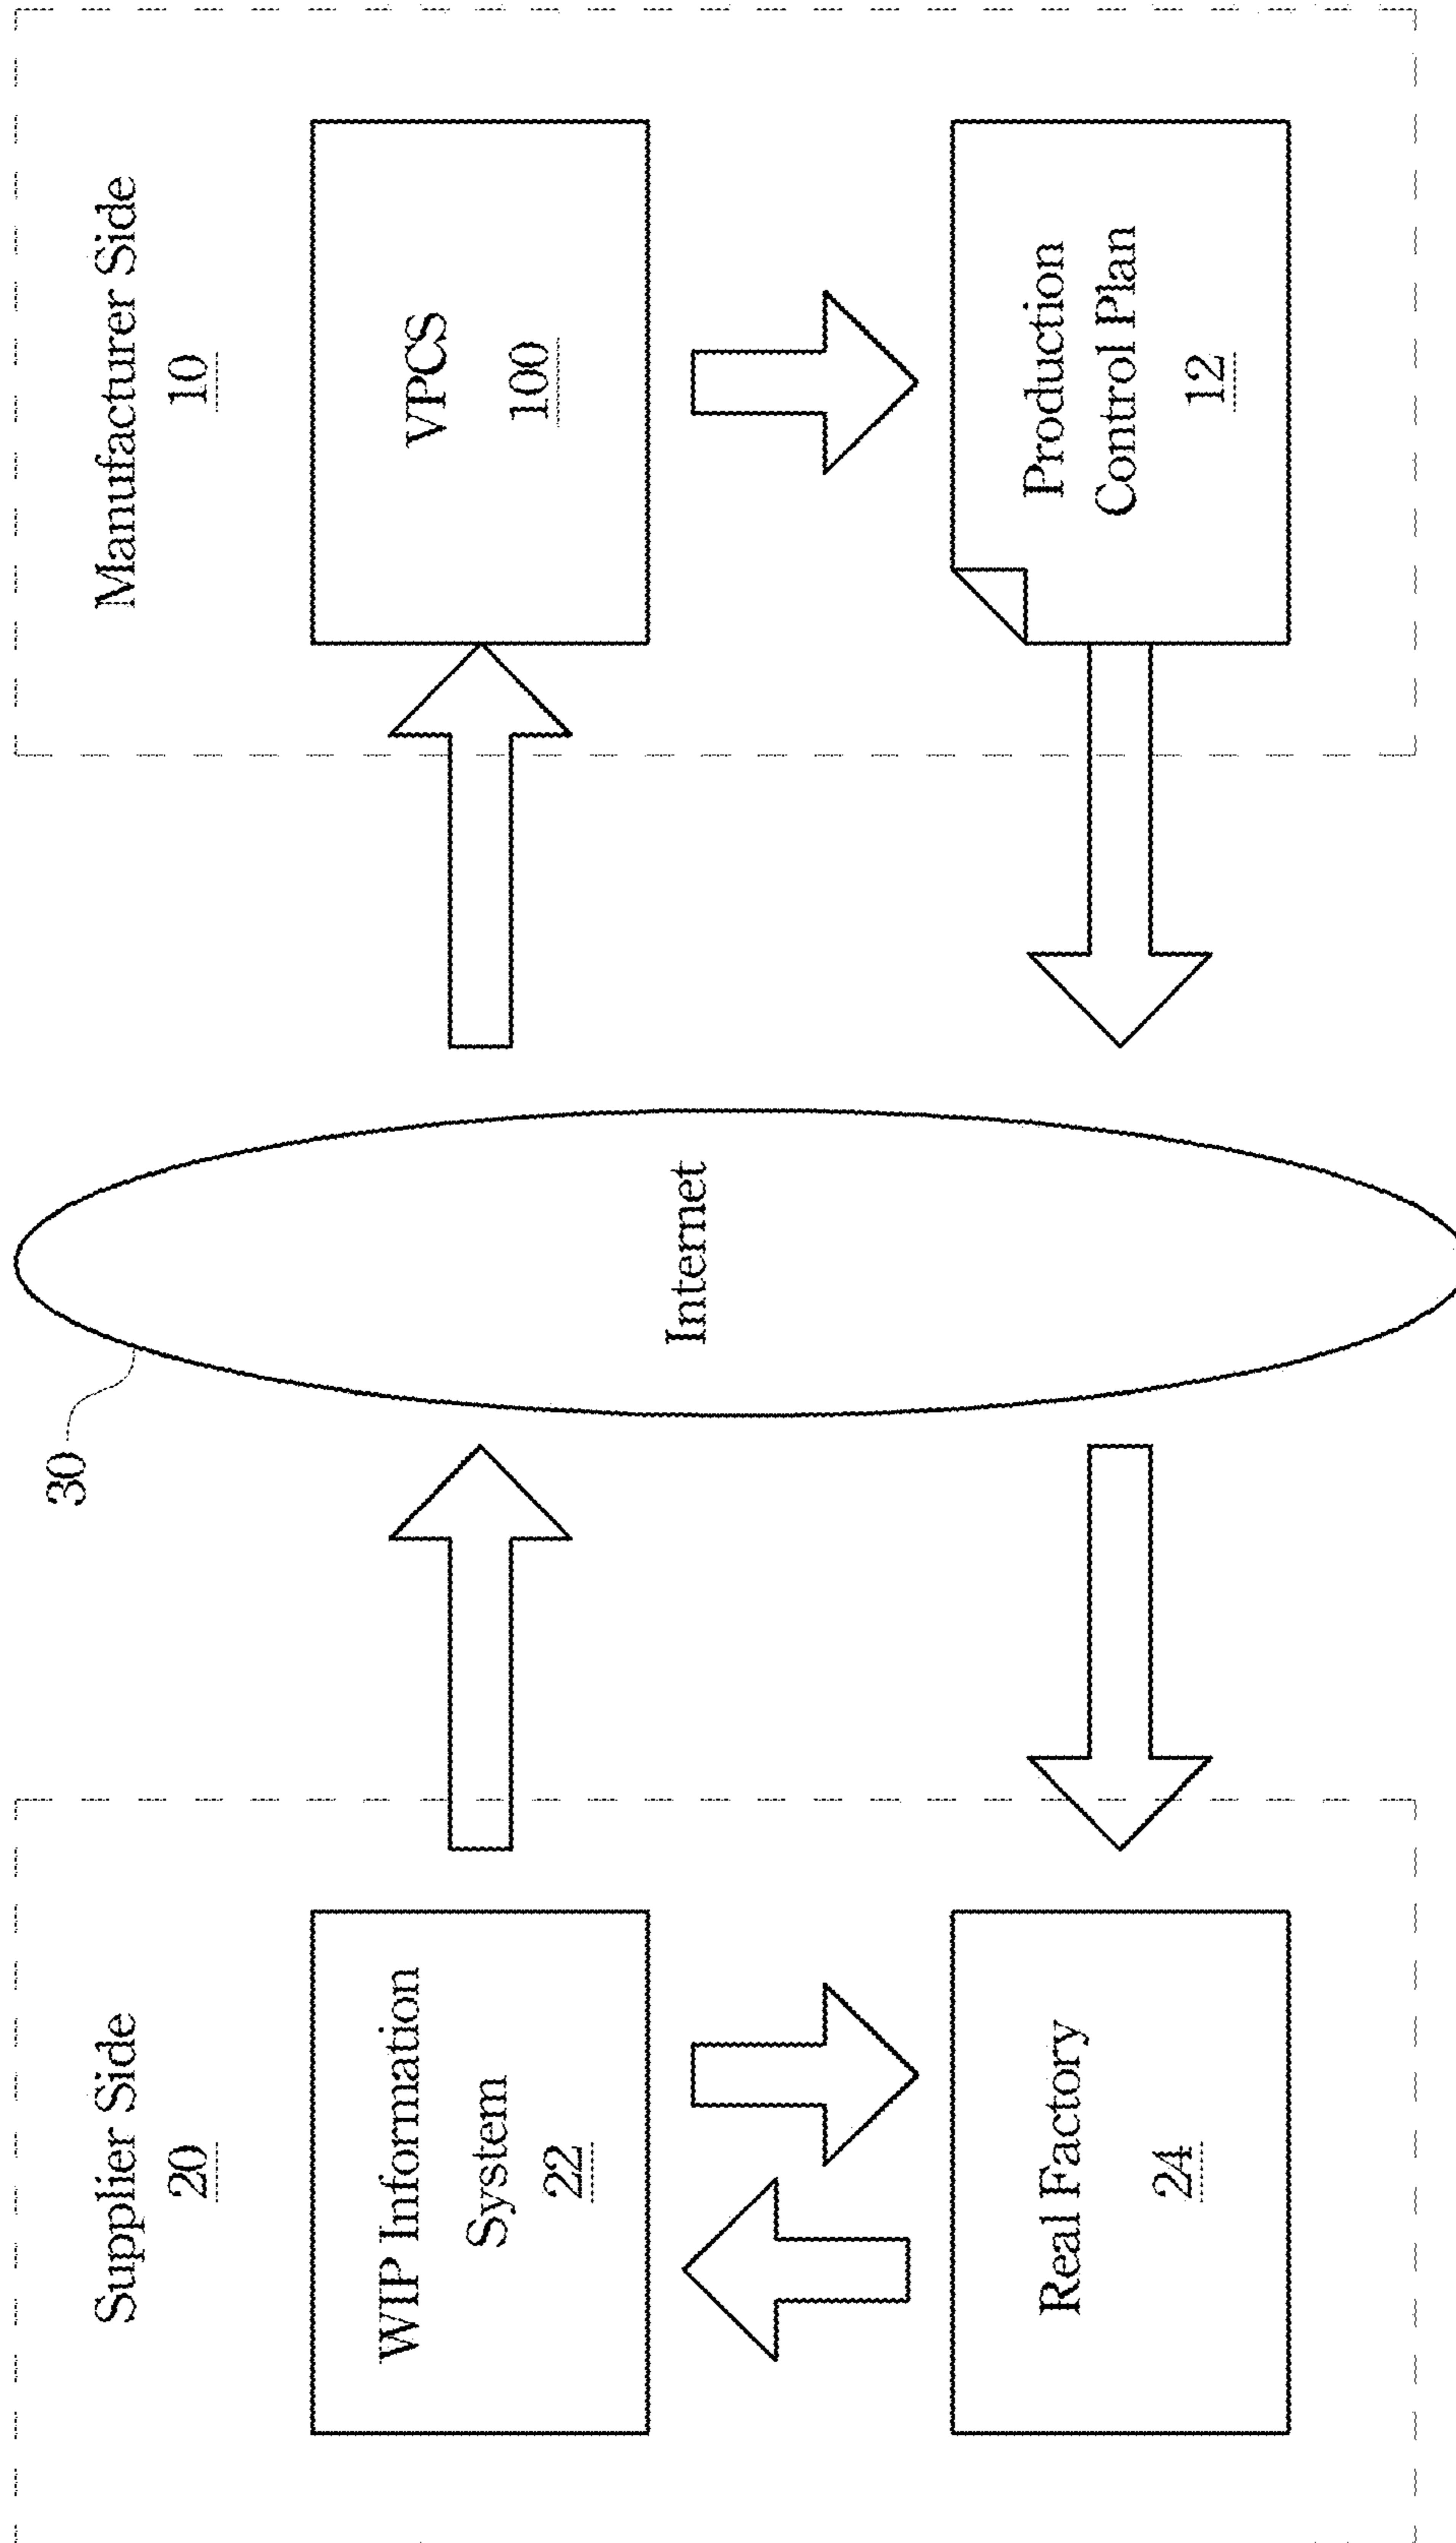 Supplier Side
20
WIP Information
System
22
Real Factory
24
30
Internet
Manufacturer Side
10
VPCS
100
Production
Control Plan
12